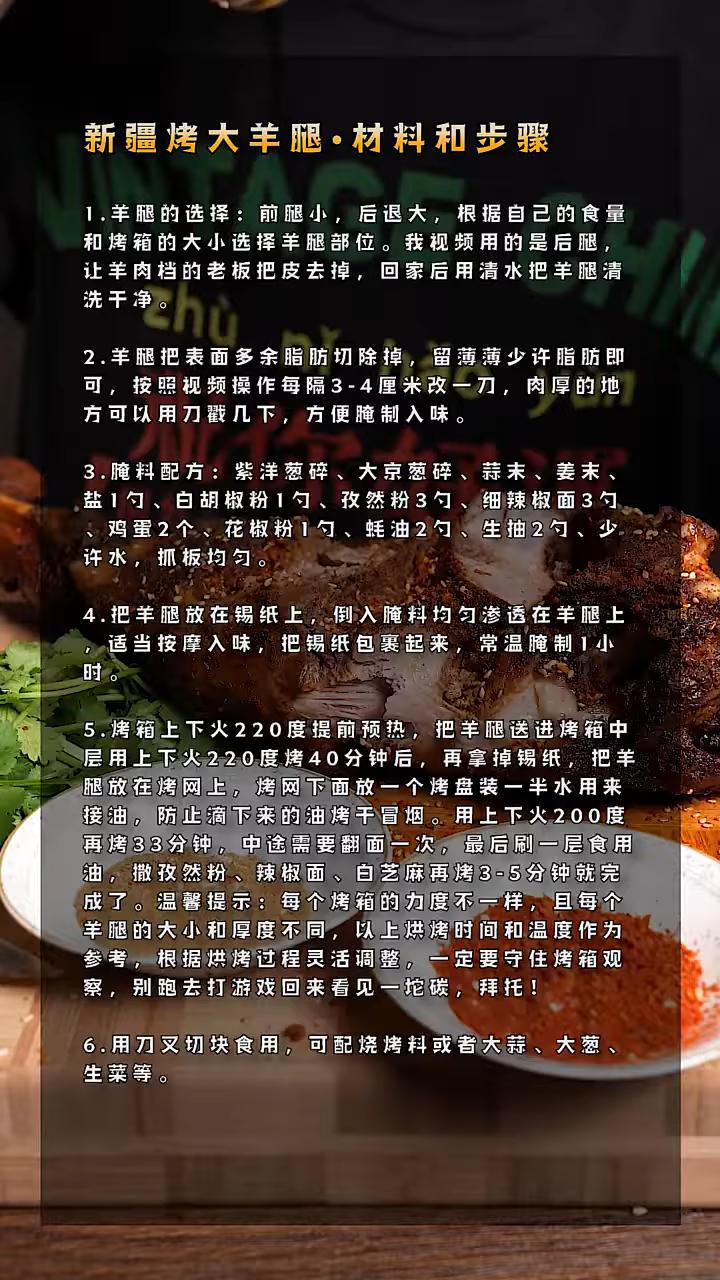 新疆烤大羊腿·材料和步骤
1.羊腿的选择：前腿小，后退大，根据自己的食量
和烤箱的大小选择羊腿部位。我视频用的是后腿，
让羊肉档的老板把皮去掉，回家后用清水把羊腿清
洗干净。
2.羊腿把表面多余脂肪切除掉，留薄薄少许脂肪即
可，按照视频操作每隔3-4厘米改一刀，肉厚的地
方可以用刀戳几下，方便腌制入味。
3.腌料配方：紫洋葱碎、大京葱碎、蒜末、姜末、
盐1勺、白胡椒粉1勺、孜然粉3勺、细辣椒面3勺
、鸡蛋2个、花椒粉1勺、蚝油2勺、生抽2勺、少
许水，抓板均匀。
4.把羊腿放在锡纸上，倒入腌料均匀渗透在羊腿上
，适当按摩入味，把锡纸包裹起来，常温腌制1小
时。
5.烤箱上下火220度提前预热，把羊腿送进烤箱中
层用上下火220度烤40分钟后，再拿掉锡纸，把羊
腿放在烤网上，烤网下面放一个烤盘装一半水用来
接油，防止滴下来的油烤干冒烟。用上下火200度
再烤33分钟，中途需要翻面一次，最后刷一层食用
油，撒孜然粉、辣椒面、白芝麻再烤3-5分钟就完
成了。温馨提示：每个烤箱的力度不一样，且每个
羊腿的大小和厚度不同，以上烘烤时间和温度作为
参考，根据烘烤过程灵活调整，一定要守住烤箱观
察，别跑去打游戏回来看见一坨碳，拜托！
6.用刀叉切块食用，可配烧烤料或者大蒜、大葱、
生菜等。
VINTAGE CHIN
zhù nǐ hǎo yùn